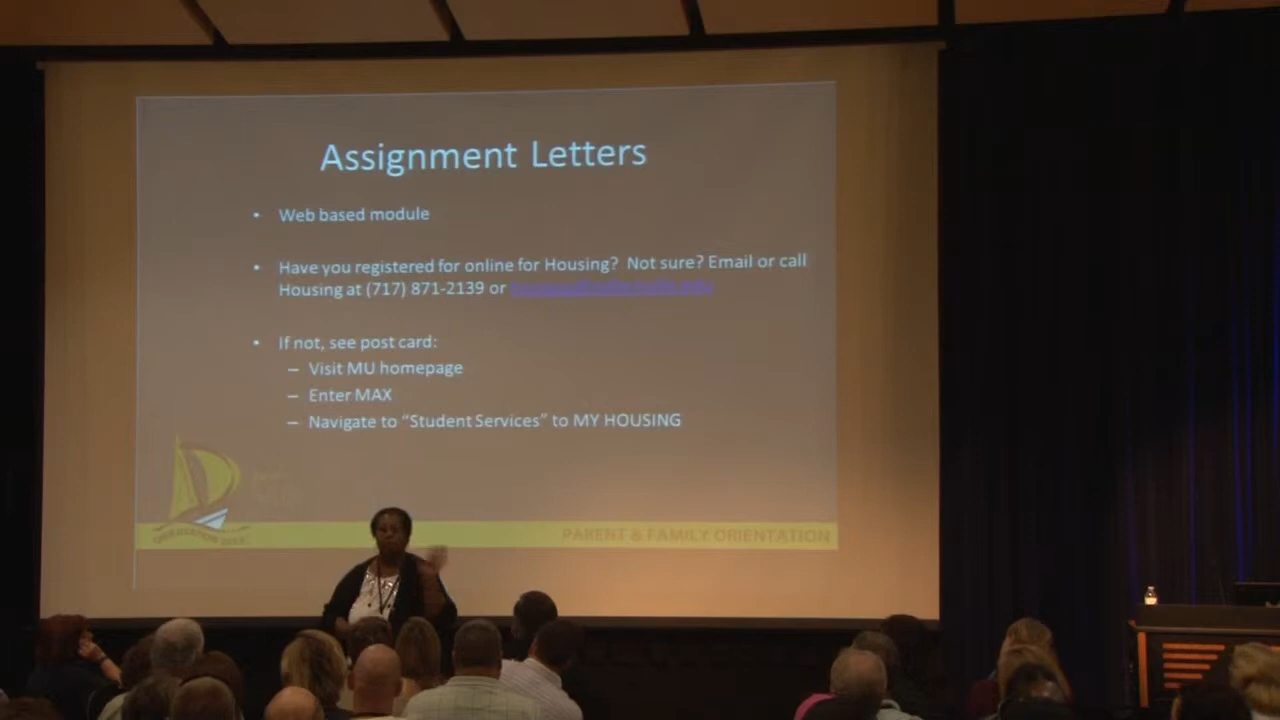 Assignment Letters
• Web based module
• Have you registered for online for Housing? Not sure? Email or call
Housing at (717) 871-2139 or
• If not, see post card:
– Visit MU homepage
– Enter MAX
– Navigate to “Student Services” to MY HOUSING
PARENT & FAMILY ORIENTATION